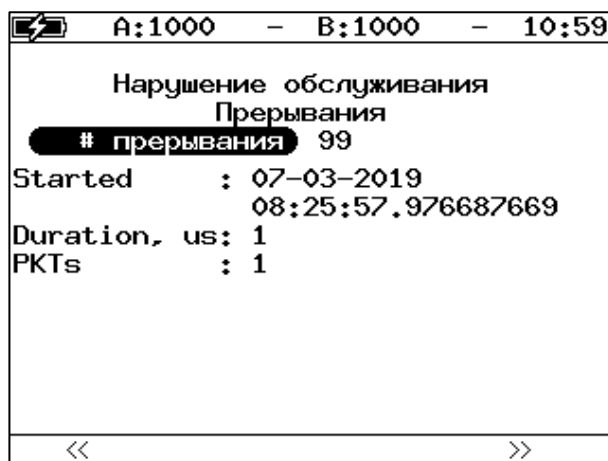 A:1000 – B:1000 – 10:59
Нарушение обслуживания
Прерывания
# прерывания 99
Started : 07-03-2019
08:25:57.976687669
Duration, us: 1
PKTs : 1
<< >>